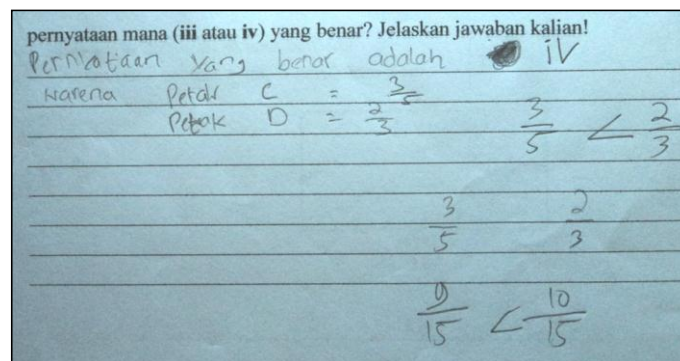 pernyataan mana (iii atau iv) yang benar? Jelaskan jawaban kalian!
Pernyataan yang benar adalah iv
Karena Petak C = 3/5
Petak D = 2/3
3/5 < 2/3
3/5 2/3
9/15 < 10/15